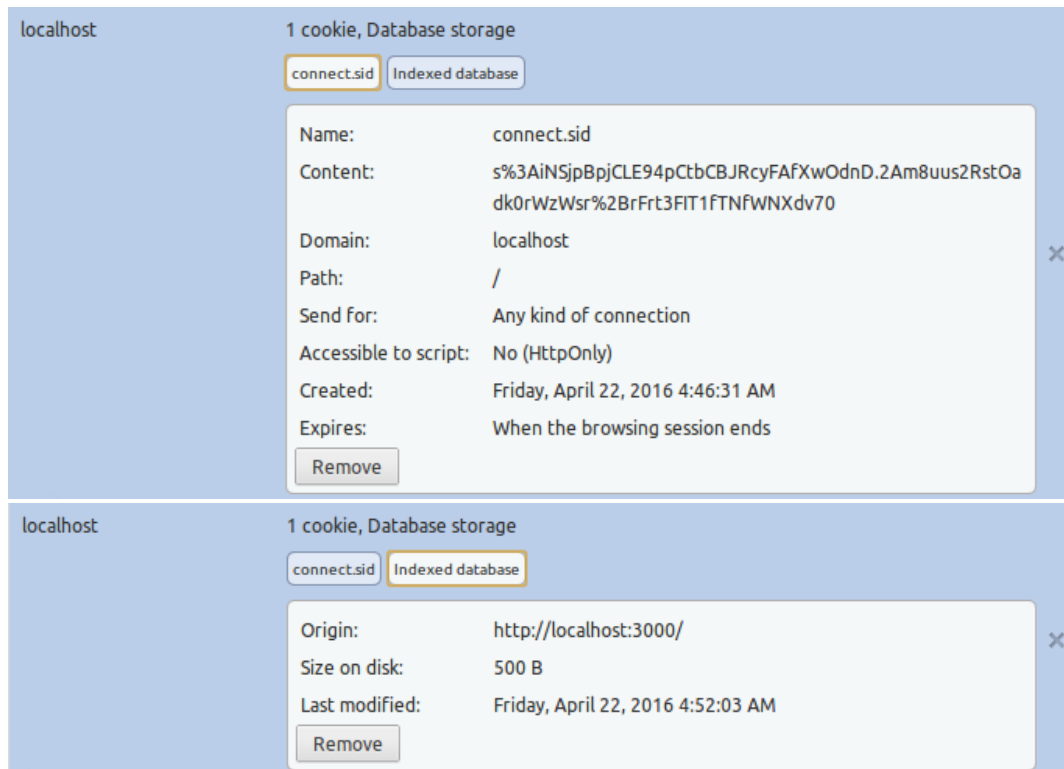 localhost 1 cookie, Database storage
connect.sid Indexed database
Name: connect.sid
Content: s%3AiNSjpBpjCLE94pCtbCBJRcyFAfXwOdnD.2Am8uus2RstOa
dk0rWzWsr%2BrFrt3FIT1fTNfWNXdv70
Domain: localhost
Path: /
Send for: Any kind of connection
Accessible to script: No (HttpOnly)
Created: Friday, April 22, 2016 4:46:31 AM
Expires: When the browsing session ends
Remove
localhost 1 cookie, Database storage
connect.sid Indexed database
Origin: http://localhost:3000/
Size on disk: 500 B
Last modified: Friday, April 22, 2016 4:52:03 AM
Remove